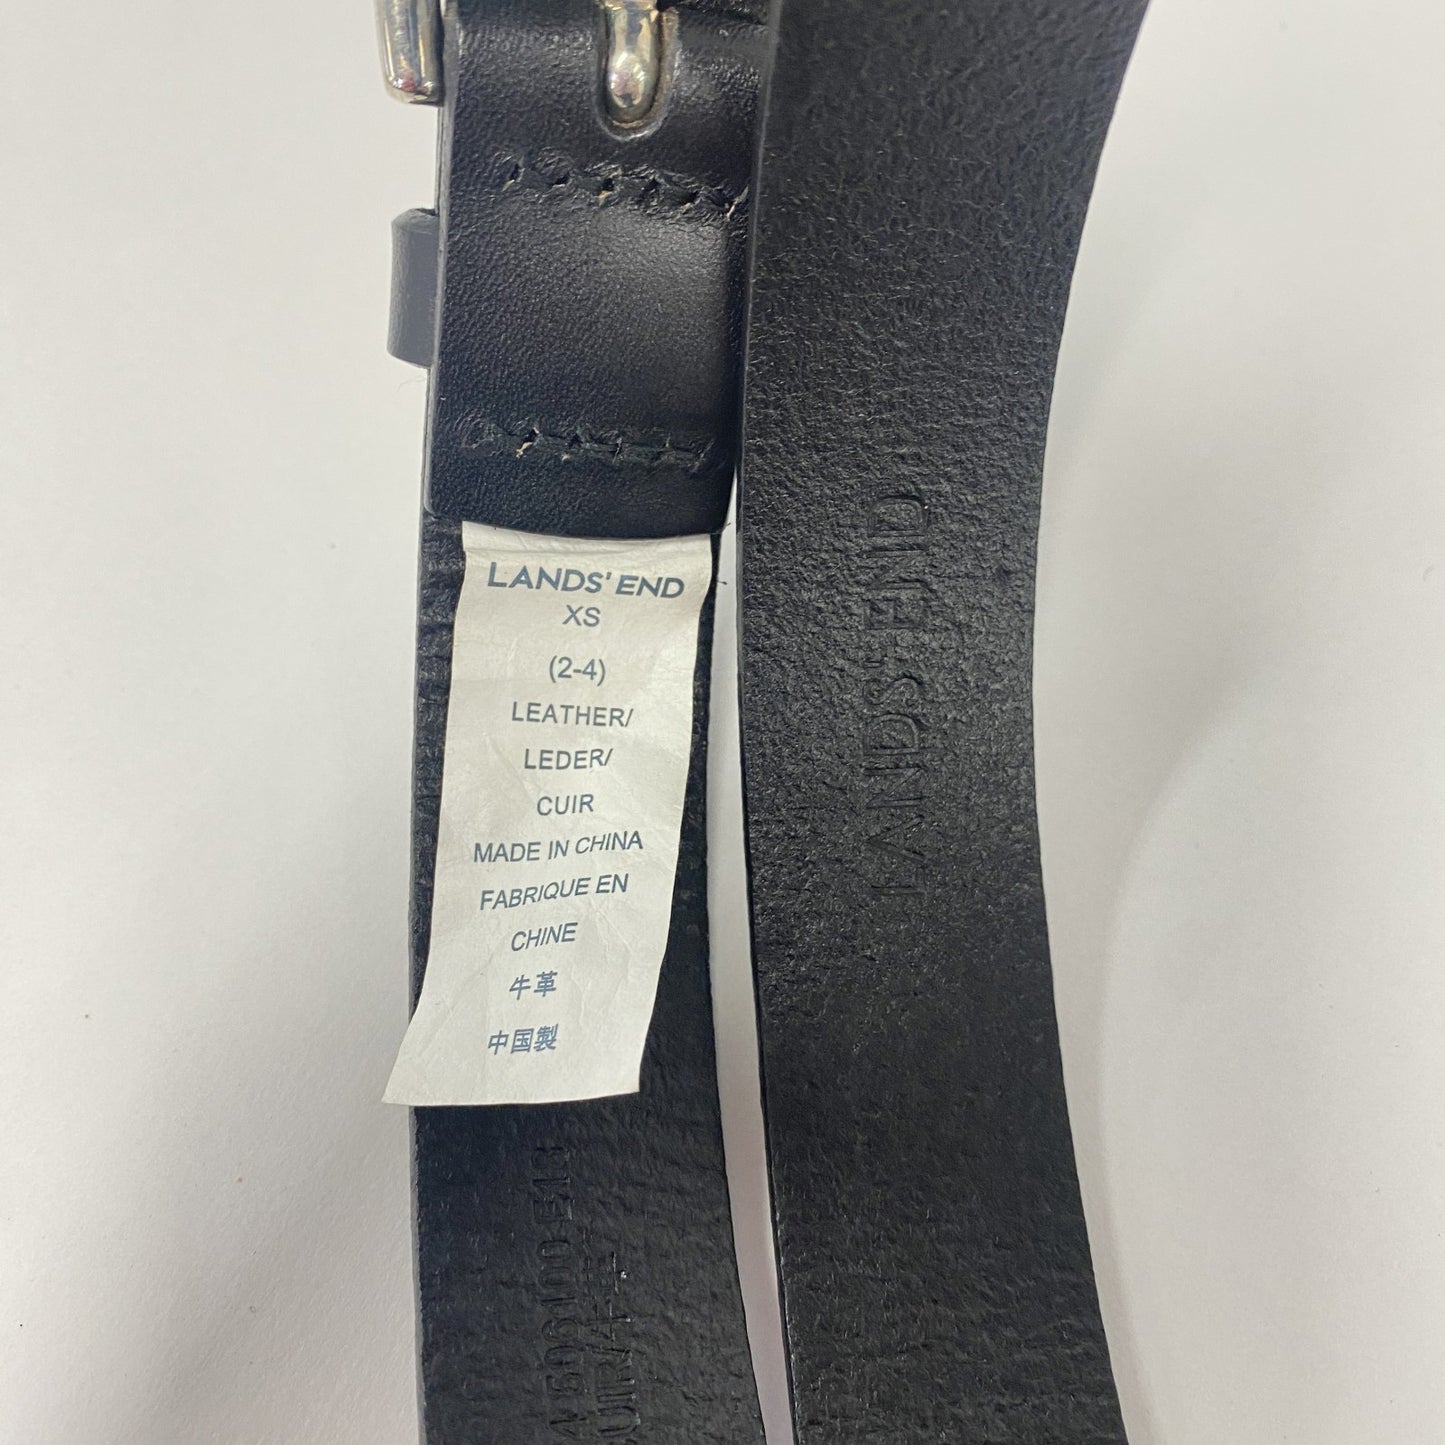 LANDS' END
XS
(2-4)
LEATHER/
LEDER/
CUIR
MADE IN CHINA
FABRIQUE EN
CHINE
牛革
中国製
LANDS' END